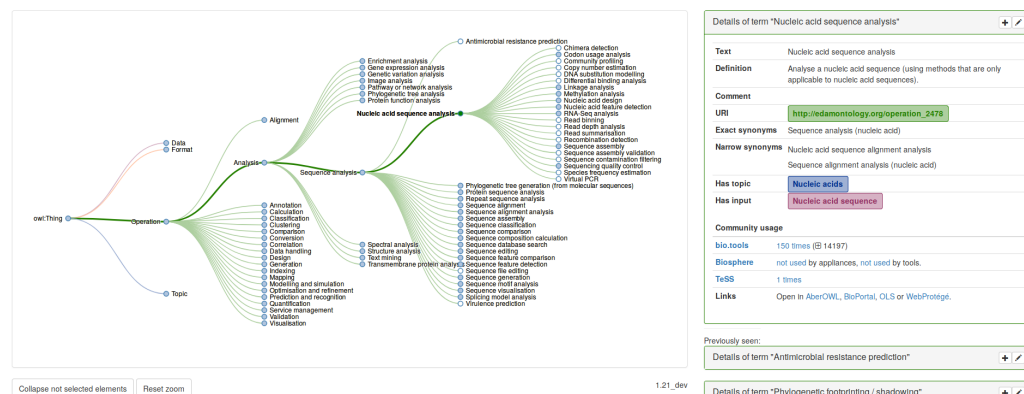 Antimicrobial resistance prediction
Chimera detection
Codon usage analysis
Community profiling
Copy number estimation
DNA substitution modelling
Differential binding analysis
Linkage analysis
Methylation analysis
Nucleic acid design
Nucleic acid feature detection
RNA-Seq analysis
Read binning
Read depth analysis
Read summarisation
Recombination detection
Sequence assembly
Sequence assembly validation
Sequence contamination filtering
Sequencing quality control
Species frequency estimation
Virtual PCR
Enrichment analysis
Gene expression analysis
Genetic variation analysis
Image analysis
Pathway or network analysis
Phylogenetic tree analysis
Protein function analysis
Nucleic acid sequence analysis
Alignment
Data
Format
Analysis
Sequence analysis
Phylogenetic tree generation (from molecular sequences)
Protein sequence analysis
Repeat sequence analysis
Sequence alignment
Sequence alignment analysis
Sequence assembly
Sequence classification
Sequence comparison
Sequence composition calculation
Sequence database search
Sequence editing
Sequence feature comparison
Sequence feature detection
Sequence file editing
Sequence generation
Sequence motif analysis
Sequence visualisation
Splicing model analysis
Virulence prediction
owl:Thing
Operation
Annotation
Calculation
Classification
Clustering
Comparison
Conversion
Correlation
Data handling
Design
Generation
Indexing
Mapping
Modelling and simulation
Optimisation and refinement
Prediction and recognition
Quantification
Service management
Validation
Visualisation
Spectral analysis
Structure analysis
Text mining
Transmembrane protein analysis
Topic
Collapse not selected elements
Reset zoom
1.21_dev
Details of term "Nucleic acid sequence analysis"
Text Nucleic acid sequence analysis
Definition Analyse a nucleic acid sequence (using methods that are only
applicable to nucleic acid sequences).
Comment
URI http://edamontology.org/operation_2478
Exact synonyms Sequence analysis (nucleic acid)
Narrow synonyms Nucleic acid sequence alignment analysis
Sequence alignment analysis (nucleic acid)
Has topic Nucleic acids
Has input Nucleic acid sequence
Community usage
bio.tools 150 times (⊞ 14197)
Biosphere not used by appliances, not used by tools.
TeSS 1 times
Links Open in AberOWL, BioPortal, OLS or WebProtégé.
Previously seen:
Details of term "Antimicrobial resistance prediction"
Details of term "Phylogenetic footprinting / shadowing"